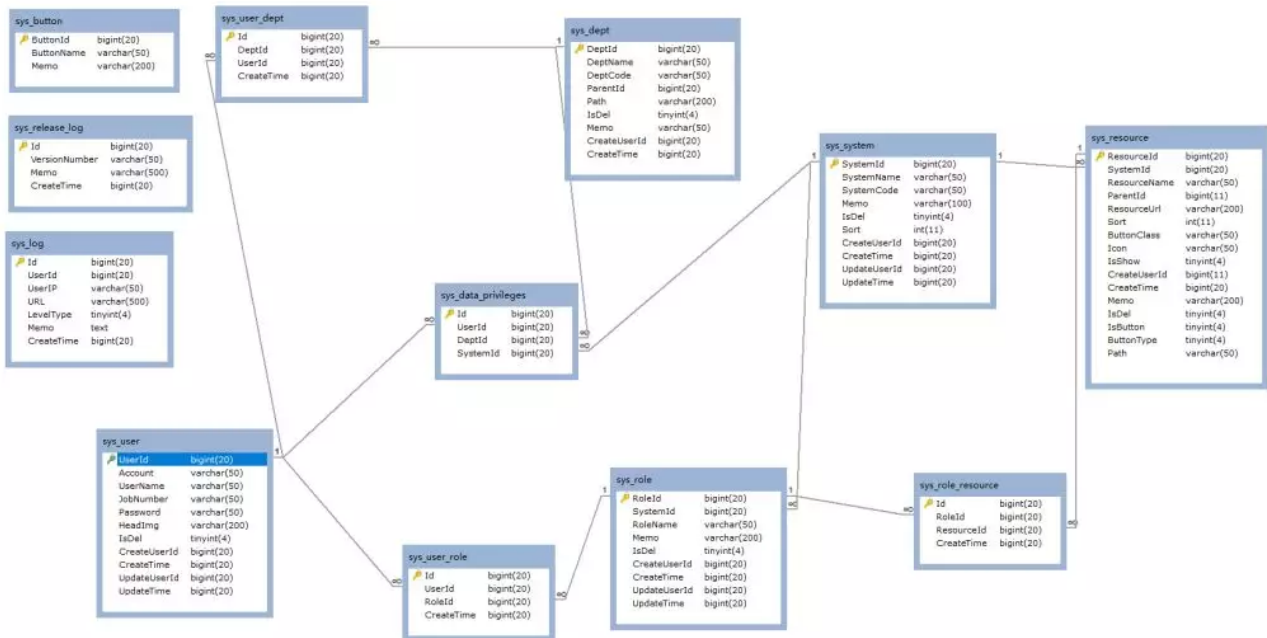 sys_button
ButtonId bigint(20)
ButtonName varchar(50)
Memo varchar(200)
sys_user_dept
Id bigint(20)
DeptId bigint(20)
UserId bigint(20)
CreateTime bigint(20)
sys_dept
DeptId bigint(20)
DeptName varchar(50)
DeptCode varchar(50)
ParentId bigint(20)
Path varchar(200)
IsDel tinyint(4)
Memo varchar(50)
CreateUserId bigint(20)
CreateTime bigint(20)
sys_release_log
Id bigint(20)
VersionNumber varchar(50)
Memo varchar(500)
CreateTime bigint(20)
sys_system
SystemId bigint(20)
SystemName varchar(50)
SystemCode varchar(50)
Memo varchar(100)
IsDel tinyint(4)
Sort int(11)
CreateUserId bigint(20)
CreateTime bigint(20)
UpdateUserId bigint(20)
UpdateTime bigint(20)
sys_resource
ResourceId bigint(20)
SystemId bigint(20)
ResourceName varchar(50)
ParentId bigint(11)
ResourceUrl varchar(200)
Sort int(11)
ButtonClass varchar(50)
Icon varchar(50)
IsShow tinyint(4)
CreateUserId bigint(11)
CreateTime bigint(20)
Memo varchar(200)
IsDel tinyint(4)
IsButton tinyint(4)
ButtonType tinyint(4)
Path varchar(50)
sys_log
Id bigint(20)
UserId bigint(20)
UserIP varchar(50)
URL varchar(500)
LevelType tinyint(4)
Memo text
CreateTime bigint(20)
sys_data_privileges
Id bigint(20)
UserId bigint(20)
DeptId bigint(20)
SystemId bigint(20)
sys_user
UserId bigint(20)
Account varchar(50)
UserName varchar(50)
JobNumber varchar(50)
Password varchar(50)
HeadImg varchar(200)
IsDel tinyint(4)
CreateUserId bigint(20)
CreateTime bigint(20)
UpdateUserId bigint(20)
UpdateTime bigint(20)
sys_user_role
Id bigint(20)
UserId bigint(20)
RoleId bigint(20)
CreateTime bigint(20)
sys_role
RoleId bigint(20)
SystemId bigint(20)
RoleName varchar(50)
Memo varchar(200)
IsDel tinyint(4)
CreateUserId bigint(20)
CreateTime bigint(20)
UpdateUserId bigint(20)
UpdateTime bigint(20)
sys_role_resource
Id bigint(20)
RoleId bigint(20)
ResourceId bigint(20)
CreateTime bigint(20)